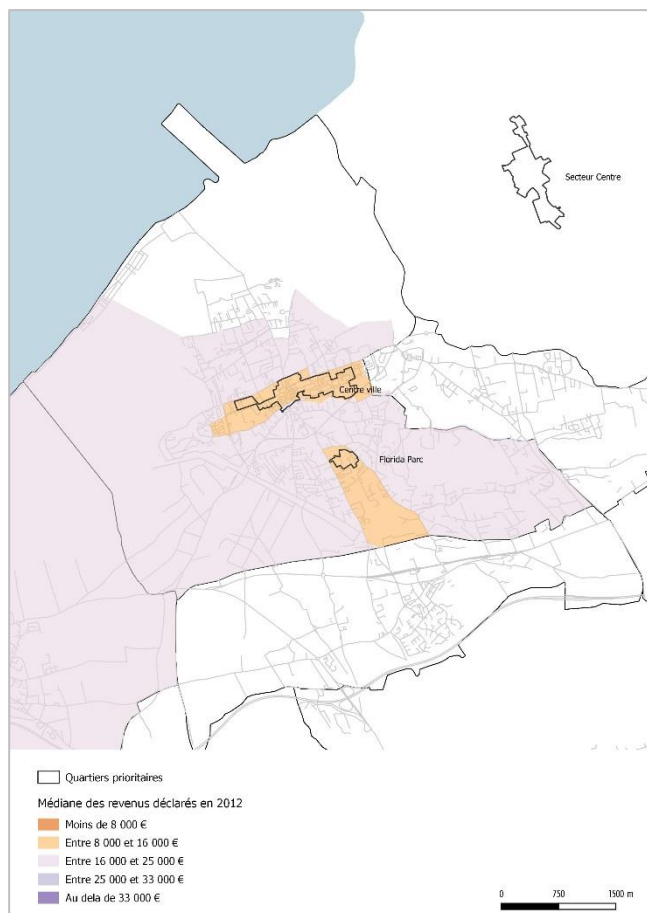 Secteur Centre
Centre ville
Florida Parc
Quartiers prioritaires
Médiane des revenus déclarés en 2012
Moins de 8 000 €
Entre 8 000 et 16 000 €
Entre 16 000 et 25 000 €
Entre 25 000 et 33 000 €
Au dela de 33 000 €
0 750 1500 m